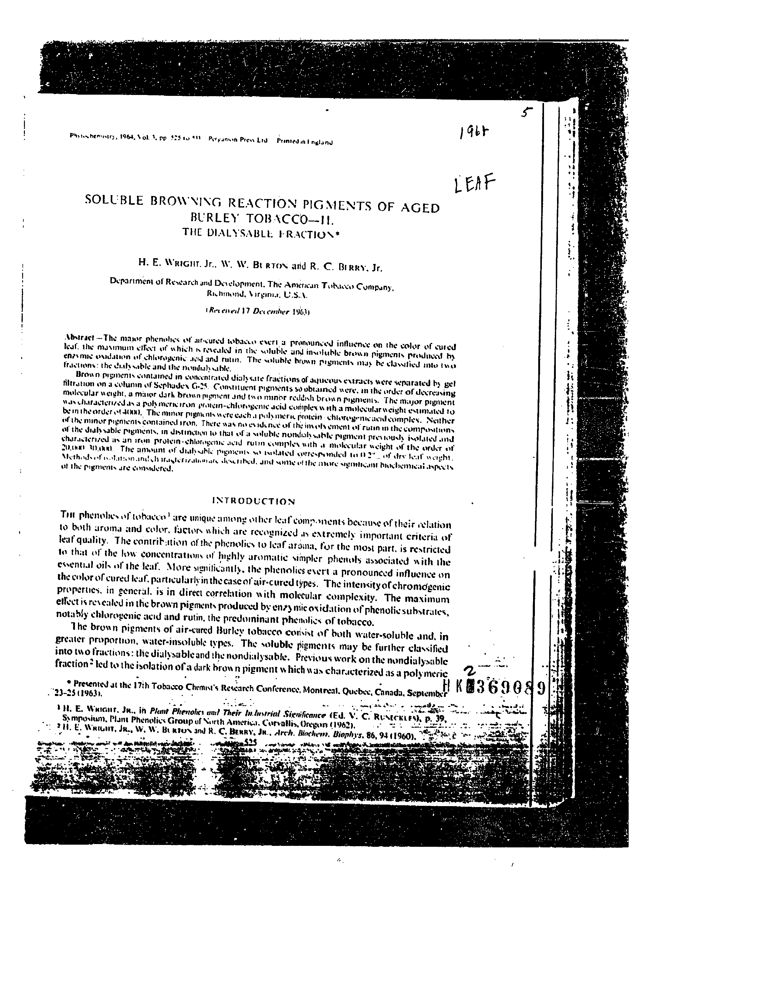 5
Phytochemistry, 1964, Vol. 3, pp. 525 to Pergamon Press Ltd. Printed in England
1964
LEAF
SOLUBLE BROWNING REACTION PIGMENTS OF AGED
BURLEY TOBACCO—II.
THE DIALYSABLE FRACTION*
H. E. WRIGHT, Jr., W. W. BURTON and R. C. BERRY, Jr.
Department of Research and Development, The American Tobacco Company,
Richmond, Virginia, U.S.A.
(Received 17 December 1963)
Abstract—The major phenolics of air-cured tobacco exert a pronounced influence on the color of cured
leaf, the maximum effect of which is revealed in the soluble and insoluble brown pigments produced by
enzymic oxidation of chlorogenic acid and rutin. The soluble brown pigments may be classified into two
fractions: the dialysable and the nondialysable.
Brown pigments contained in concentrated dialysate fractions of aqueous extracts were separated by gel
filtration on a column of Sephadex G-25. Constituent pigments so obtained were, in the order of decreasing
molecular weight, a major dark brown pigment and two minor reddish brown pigments. The major pigment
was characterized as a polymeric iron-protein-chlorogenic acid complex with a molecular weight estimated to
be in the order of 4000. The minor pigments were each a polymeric protein-chlorogenic acid complex. Neither
of the minor pigments contained iron. There was no evidence of the involvement of rutin in the compositions
of the dialysable pigments, in distinction to that of a soluble nondialysable pigment previously isolated and
characterized as an iron-protein-chlorogenic acid-rutin complex with a molecular weight of the order of
20,000-30,000. The amount of dialysable pigments so isolated corresponded to of dry leaf weight.
Methods of isolation and characterization are described, and some of the more significant biochemical aspects
of the pigments are considered.
INTRODUCTION
THE phenolics of tobacco¹ are unique among other leaf components because of their relation
to both aroma and color, factors which are recognized as extremely important criteria of
leaf quality. The contribution of the phenolics to leaf aroma, for the most part, is restricted
to that of the low concentrations of highly aromatic simpler phenols associated with the
essential oils of the leaf. More significantly, the phenolics exert a pronounced influence on
the color of cured leaf, particularly in the case of air-cured types. The intensity of chromogenic
properties, in general, is in direct correlation with molecular complexity. The maximum
effect is revealed in the brown pigments produced by enzymic oxidation of phenolic substrates,
notably chlorogenic acid and rutin, the predominant phenolics of tobacco.
The brown pigments of air-cured Burley tobacco consist of both water-soluble and, in
greater proportion, water-insoluble types. The soluble pigments may be further classified
into two fractions: the dialysable and the nondialysable. Previous work on the nondialysable
fraction² led to the isolation of a dark brown pigment which was characterized as a polymeric
* Presented at the 17th Tobacco Chemist's Research Conference, Montreal, Quebec, Canada, September
23-25 (1963).
2
HK 369089
¹ H. E. WRIGHT, JR., in Plant Phenolics and Their Industrial Significance (Ed. V. C. RUNECKLES), p. 39,
Symposium, Plant Phenolics Group of North America, Corvallis, Oregon (1962).
² H. E. WRIGHT, JR., W. W. BURTON and R. C. BERRY, JR., Arch. Biochem. Biophys. 86, 94 (1960).
525